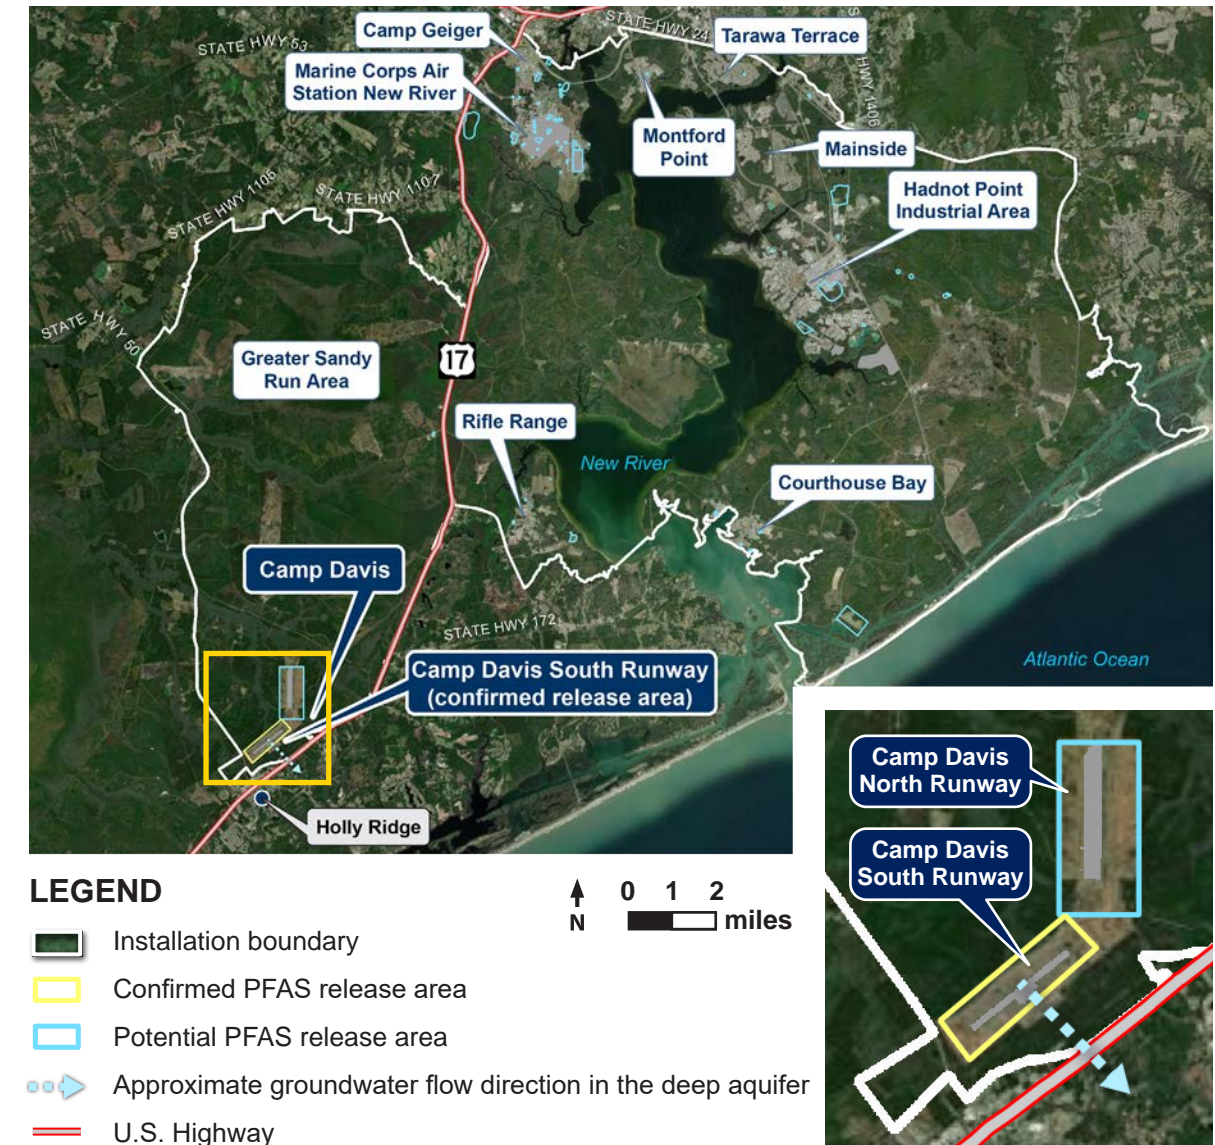 STATE HWY 53
Camp Geiger
STATE HWY 24
Tarawa Terrace
Marine Corps Air
Station New River
HWY 1406
Montford
Point
Mainside
Hadnot Point
Industrial Area
STATE HWY 1105
STATE HWY 1107
STATE HWY 50
Greater Sandy
Run Area
17
Rifle Range
New River
Courthouse Bay
Camp Davis
STATE HWY 172
Camp Davis South Runway
(confirmed release area)
Atlantic Ocean
Holly Ridge
Camp Davis
North Runway
Camp Davis
South Runway
LEGEND
N
0 1 2
miles
Installation boundary
Confirmed PFAS release area
Potential PFAS release area
Approximate groundwater flow direction in the deep aquifer
U.S. Highway